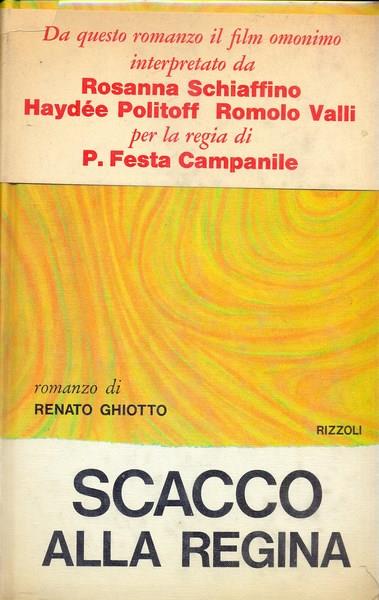 Da questo romanzo il film omonimo
interpretato da
Rosanna Schiaffino
Haydée Politoff Romolo Valli
per la regia di
P. Festa Campanile
romanzo di
RENATO GHIOTTO
RIZZOLI
SCACCO
ALLA REGINA